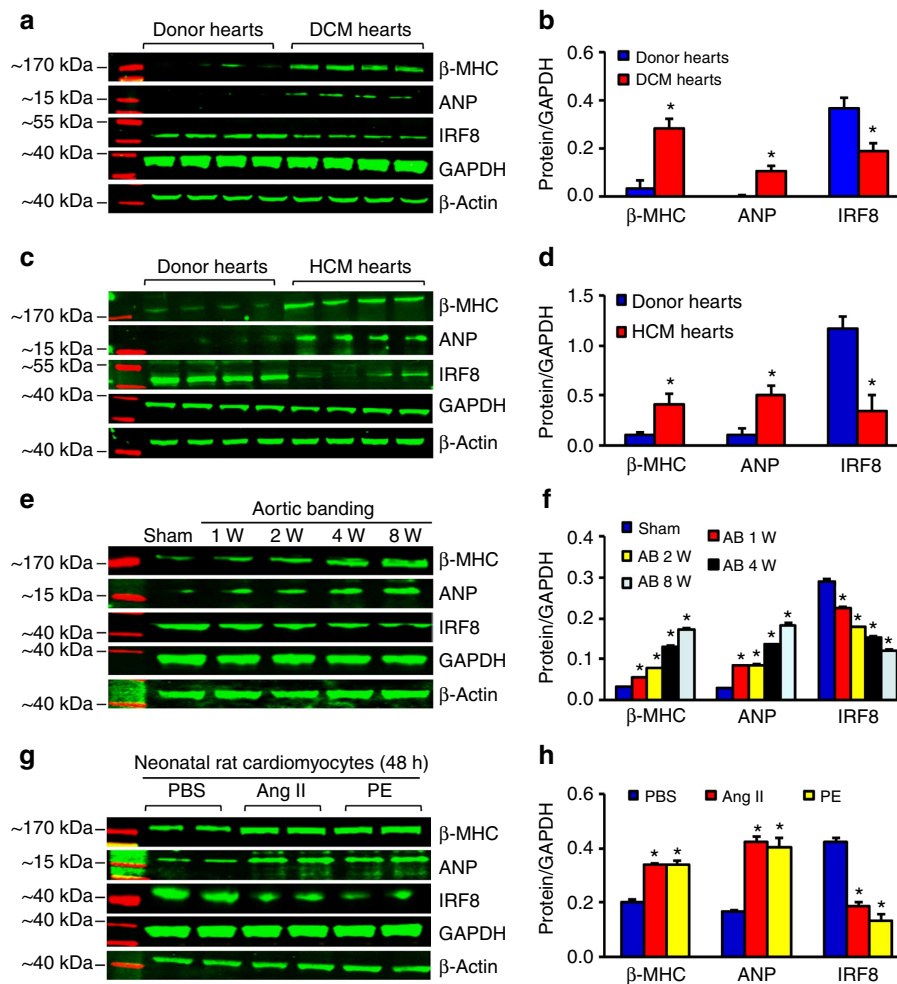 a
Donor hearts DCM hearts
~170 kDa β-MHC
~15 kDa ANP
~55 kDa IRF8
~40 kDa GAPDH
~40 kDa β-Actin
b
Protein/GAPDH
0.6
0.4
0.2
0.0
Donor hearts
DCM hearts
* * *
β-MHC ANP IRF8
c
Donor hearts HCM hearts
~170 kDa β-MHC
~15 kDa ANP
~55 kDa IRF8
~40 kDa GAPDH
~40 kDa β-Actin
d
Protein/GAPDH
1.5
1.0
0.5
0.0
Donor hearts
HCM hearts
* * *
β-MHC ANP IRF8
e
Aortic banding
Sham 1 W 2 W 4 W 8 W
~170 kDa β-MHC
~15 kDa ANP
~40 kDa IRF8
~40 kDa GAPDH
~40 kDa β-Actin
f
Protein/GAPDH
0.4
0.3
0.2
0.1
0.0
Sham AB 1 W
AB 2 W AB 4 W
AB 8 W
* * * * * * * * * * * *
β-MHC ANP IRF8
g
Neonatal rat cardiomyocytes (48 h)
PBS Ang II PE
~170 kDa β-MHC
~15 kDa ANP
~40 kDa IRF8
~40 kDa GAPDH
~40 kDa β-Actin
h
Protein/GAPDH
0.6
0.4
0.2
0.0
PBS Ang II PE
* * * * * *
β-MHC ANP IRF8